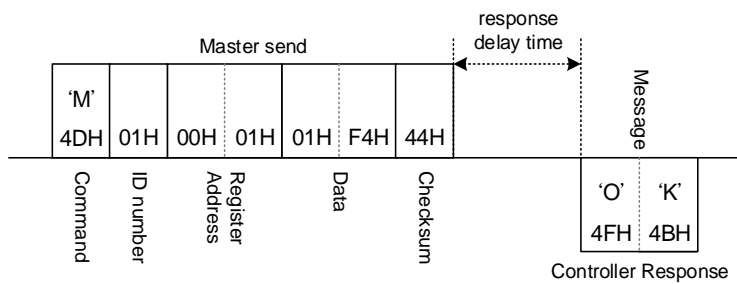 response
delay time
Master send
Message
'M'
4DH 01H 00H 01H 01H F4H 44H
Command
ID number
Register
Address
Data
Checksum
'O' 'K'
4FH 4BH
Controller Response